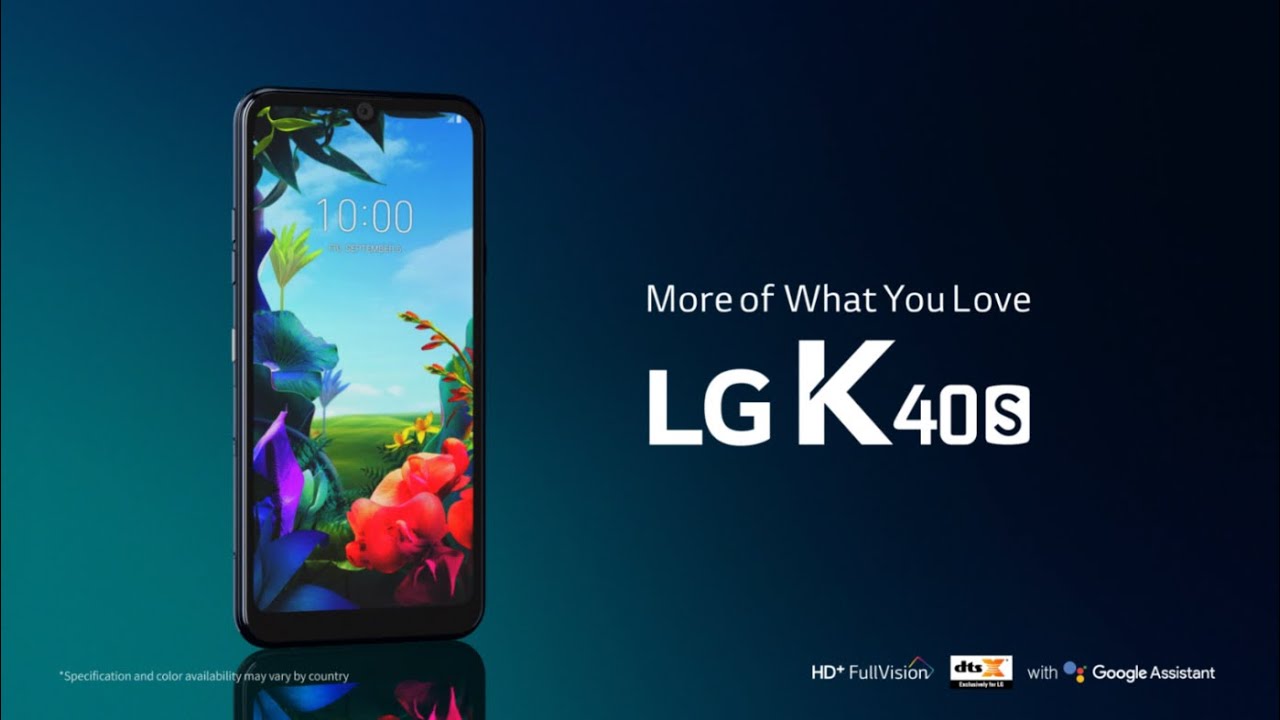 10:00
More of What You Love
LG K40S
*Specification and color availability may vary by country
HD+ FullVision
dts X
Exclusively for LG
with Google Assistant